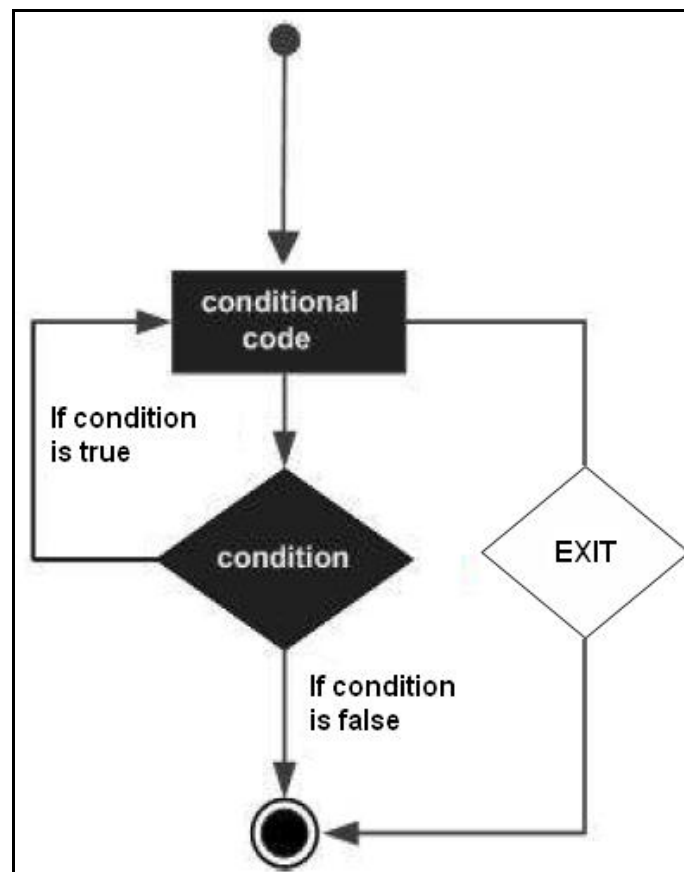 conditional
code
If condition
is true
condition
EXIT
If condition
is false